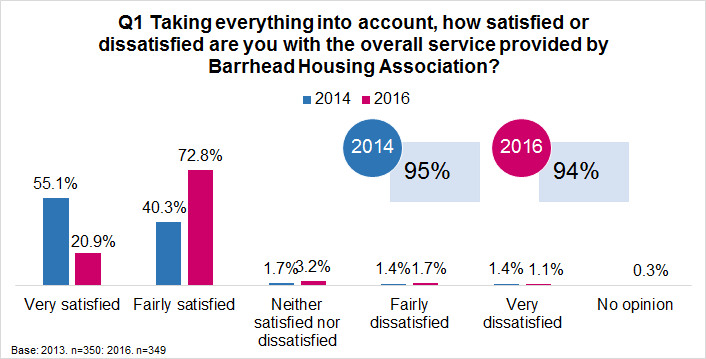 Q1 Taking everything into account, how satisfied or
dissatisfied are you with the overall service provided by
Barrhead Housing Association?
2014 2016
2014
95%
2016
94%
55.1%
20.9%
40.3%
72.8%
1.7%
3.2%
1.4%
1.7%
1.4%
1.1%
0.3%
Very satisfied
Fairly satisfied
Neither
satisfied nor
dissatisfied
Fairly
dissatisfied
Very
dissatisfied
No opinion
Base: 2013. n=350: 2016. n=349